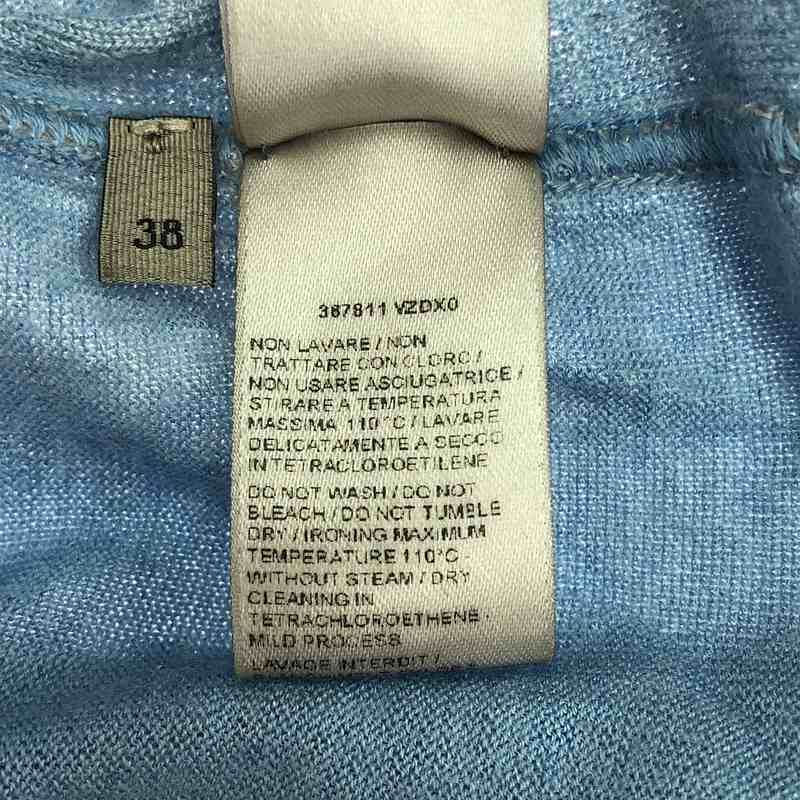 38
387811 VZDX0
NON LAVARE / NON
TRATTARE CON CLORO /
NON USARE ASCIUGATRICE /
STIRARE A TEMPERATURA
MASSIMA 110°C / LAVARE
DELICATAMENTE A SECCO
IN TETRACLOROETILENE
DO NOT WASH / DO NOT
BLEACH / DO NOT TUMBLE
DRY / IRONING MAXIMUM
TEMPERATURE 110°C -
WITHOUT STEAM / DRY
CLEANING IN
TETRACHLOROETHENE -
MILD PROCESS
LAVAGE INTERDIT /